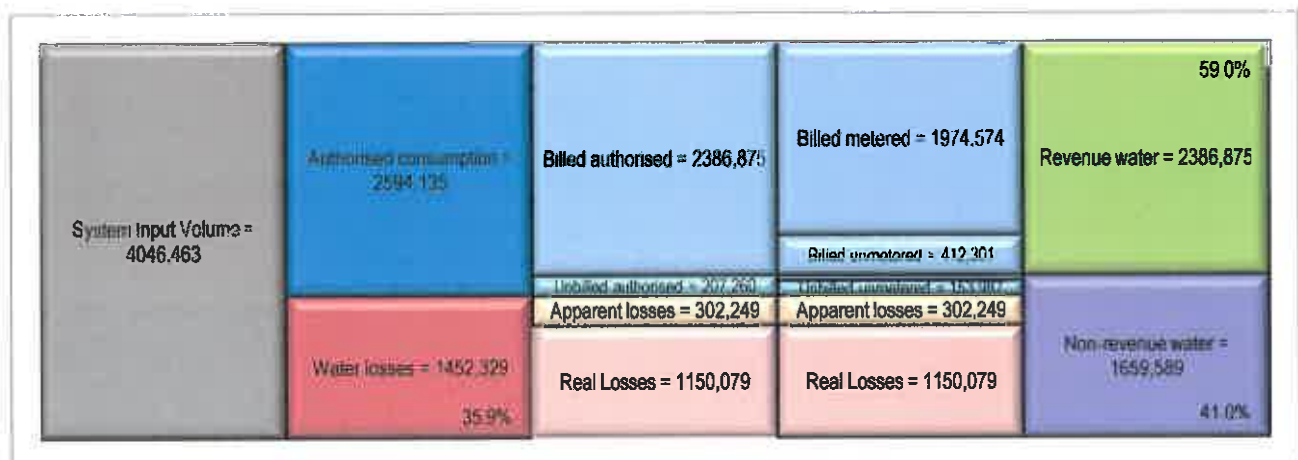 System Input Volume =
4046,463
Authorised consumption =
2594,135
Water losses = 1452,329
35.9%
Billed authorised = 2386,875
Unbilled authorised = 207,260
Apparent losses = 302,249
Real Losses = 1150,079
Billed metered = 1974,574
Billed unmetered = 412,301
Unbilled unmetered =
Apparent losses = 302,249
Real Losses = 1150,079
59.0%
Revenue water = 2386,875
Non-revenue water =
1659,589
41.0%